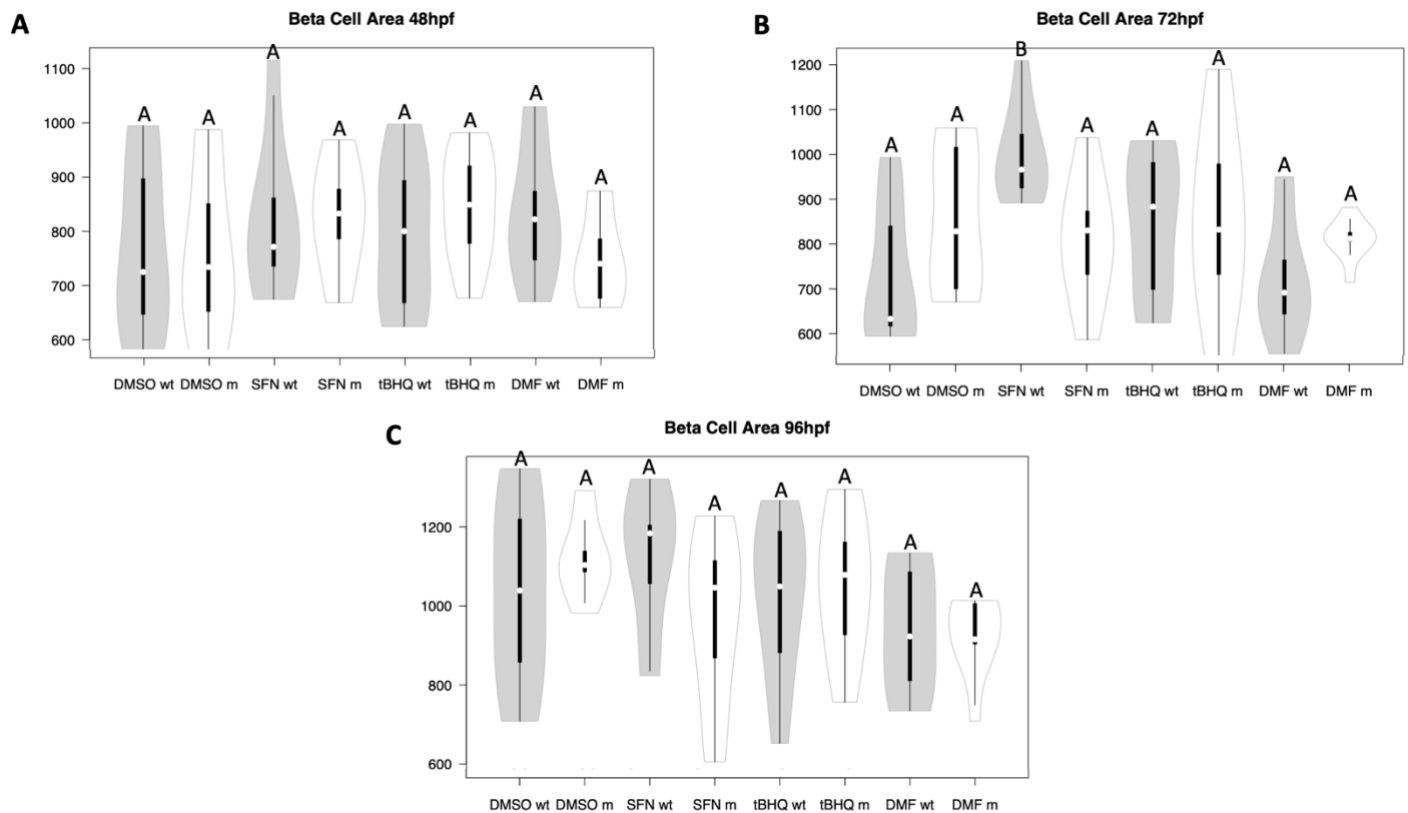 A
Beta Cell Area 48hpf
1100
1000
900
800
700
600
A A A A A A A A
DMSO wt DMSO m SFN wt SFN m tBHQ wt tBHQ m DMF wt DMF m
B
Beta Cell Area 72hpf
1200
1100
1000
900
800
700
600
A A B A A A A A
DMSO wt DMSO m SFN wt SFN m tBHQ wt tBHQ m DMF wt DMF m
C
Beta Cell Area 96hpf
1200
1000
800
600
A A A A A A A A
DMSO wt DMSO m SFN wt SFN m tBHQ wt tBHQ m DMF wt DMF m